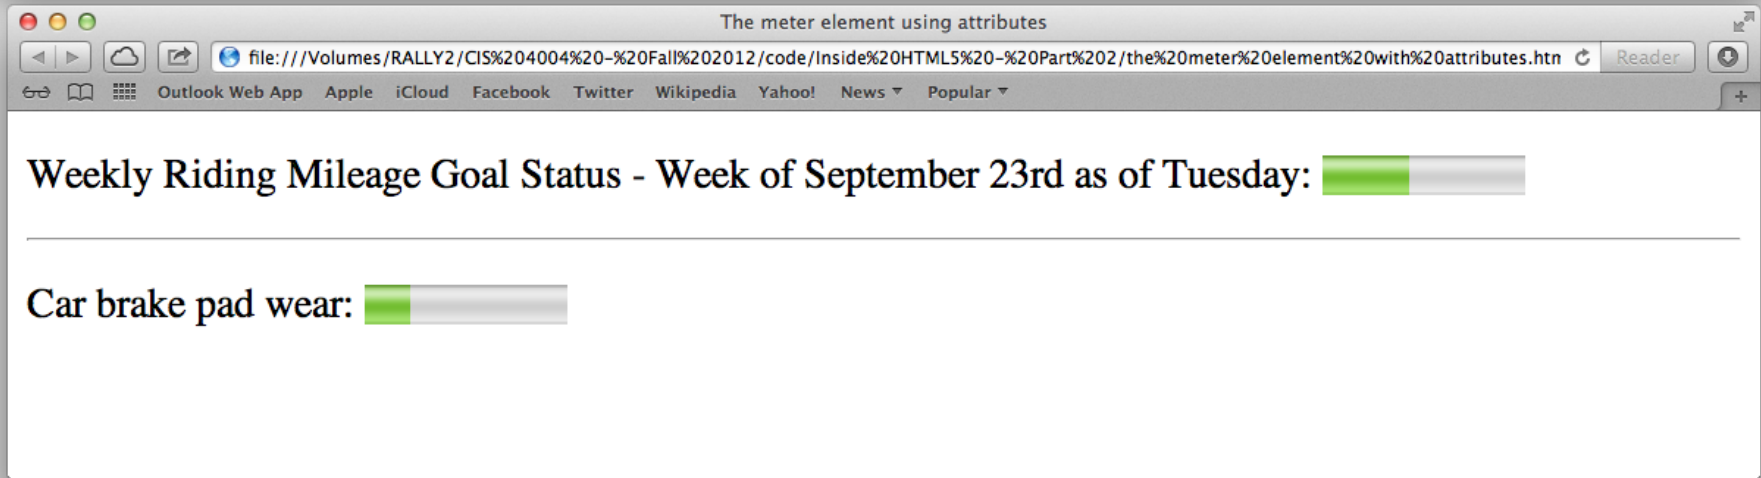 The meter element using attributes
file:///Volumes/RALLY2/CIS%204004%20-%20Fall%202012/code/Inside%20HTML5%20-%20Part%202/the%20meter%20element%20with%20attributes.htm
Reader
Outlook Web App Apple iCloud Facebook Twitter Wikipedia Yahoo! News Popular
Weekly Riding Mileage Goal Status - Week of September 23rd as of Tuesday:
Car brake pad wear: